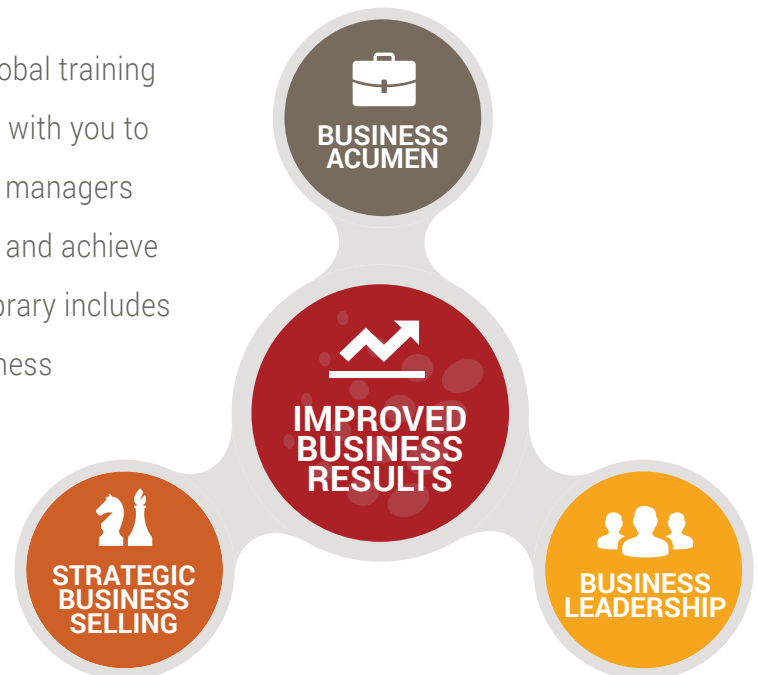 obal training
with you to
managers
and achieve
brary includes
ness
BUSINESS
ACUMEN
IMPROVED
BUSINESS
RESULTS
STRATEGIC
BUSINESS
SELLING
BUSINESS
LEADERSHIP